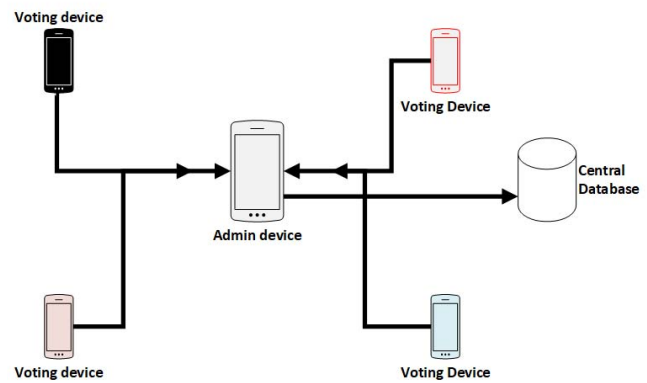 Voting device
Voting Device
Central
Database
Admin device
Voting device
Voting Device